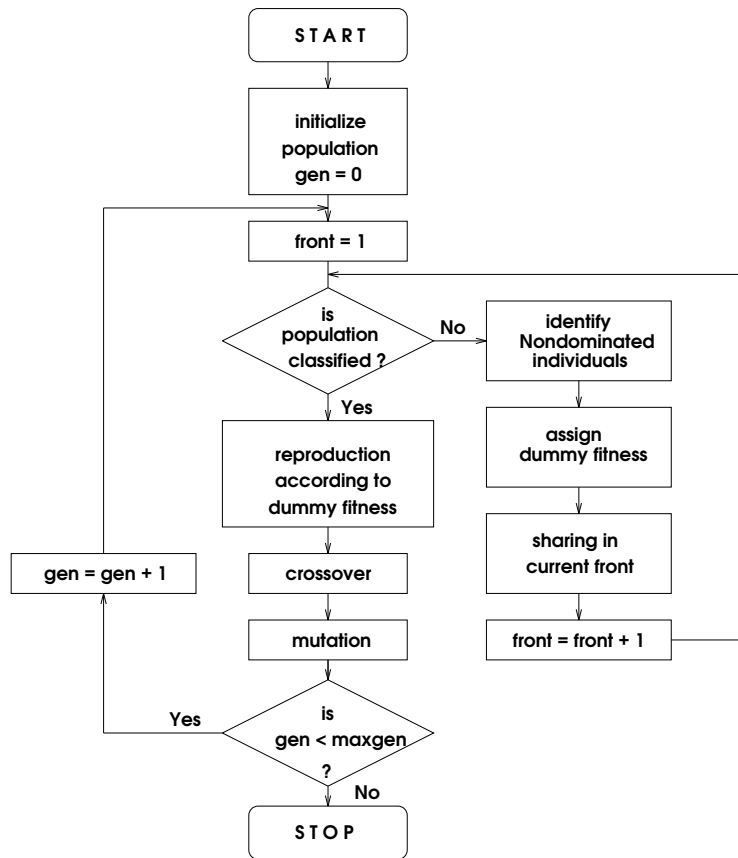 START
initialize
population
gen = 0
front = 1
is
population
classified ?
No
identify
Nondominated
individuals
Yes
assign
dummy fitness
reproduction
according to
dummy fitness
sharing in
current front
gen = gen + 1
crossover
front = front + 1
mutation
is
gen < maxgen
?
Yes
No
STOP